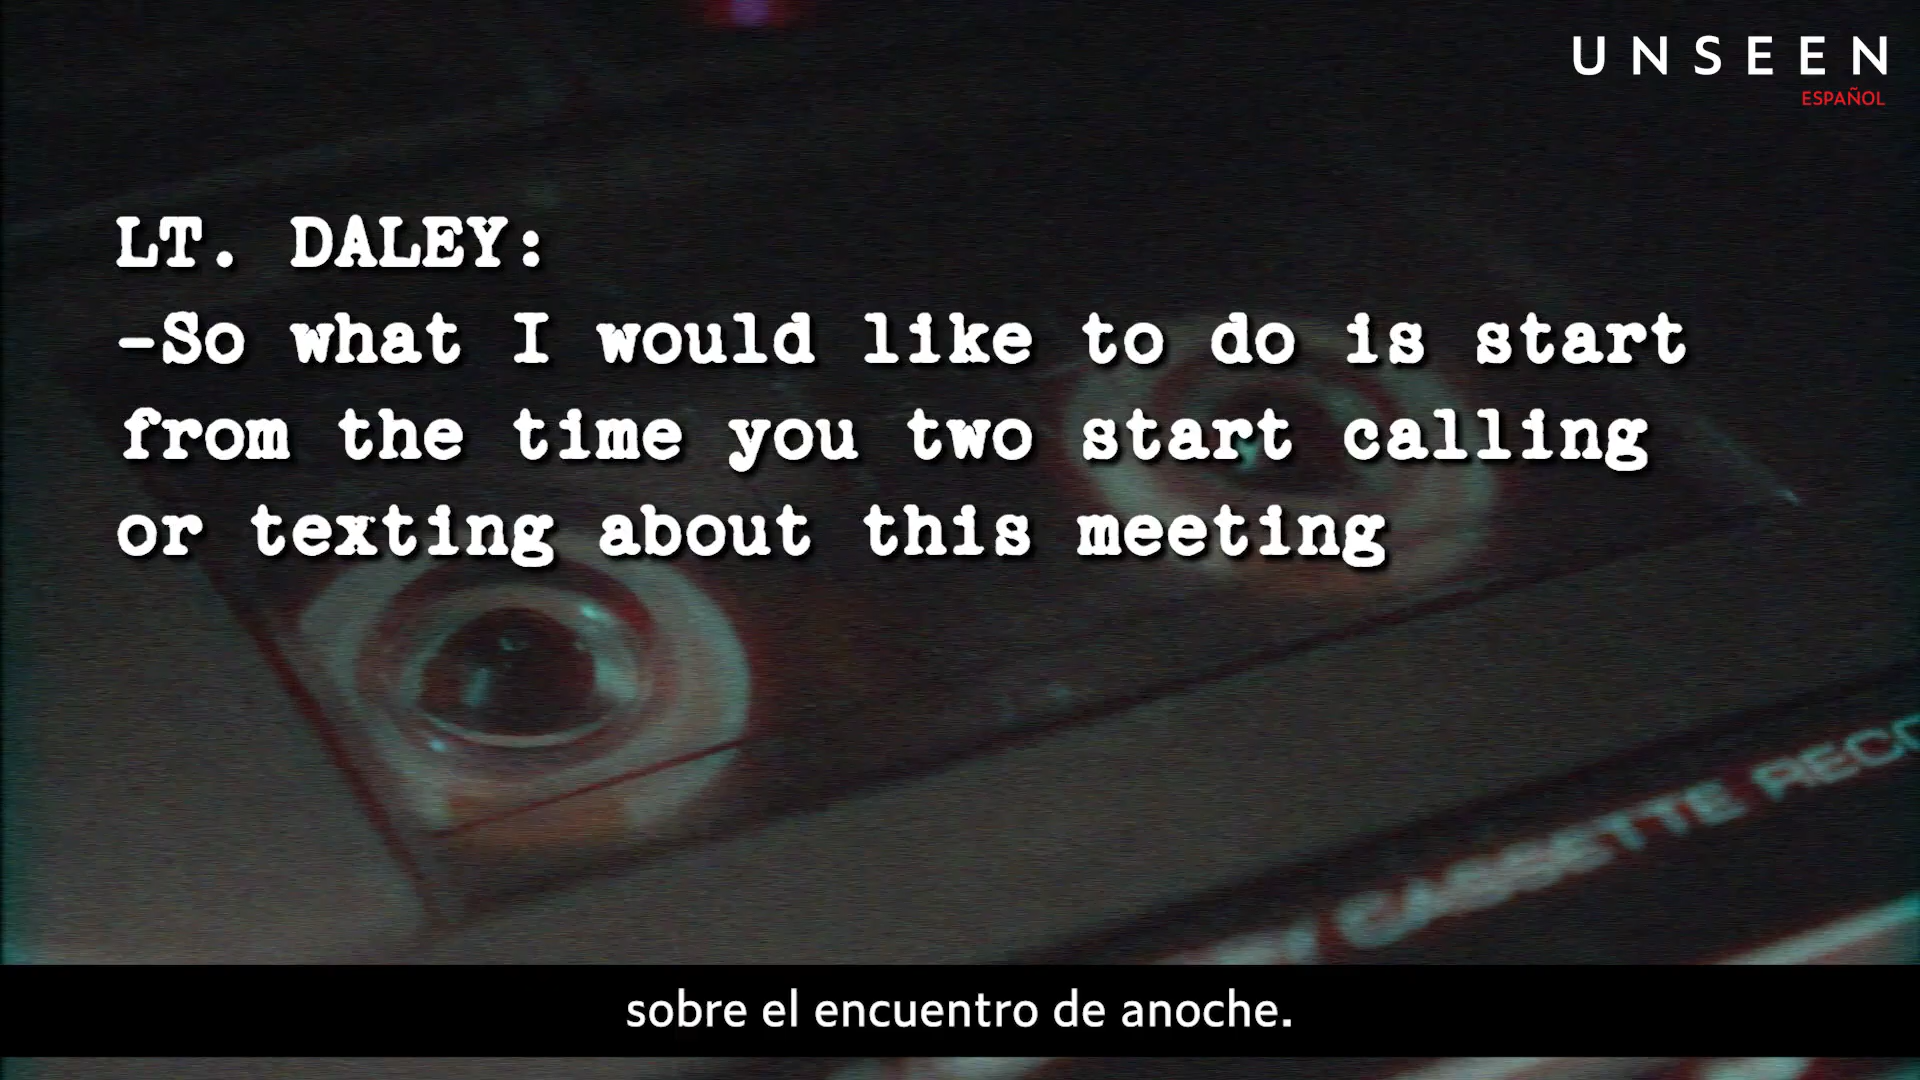 UNSEEN
ESPAÑOL
LT. DALEY:
-So what I would like to do is start
from the time you two start calling
or texting about this meeting
CASSETTE
sobre el encuentro de anoche.